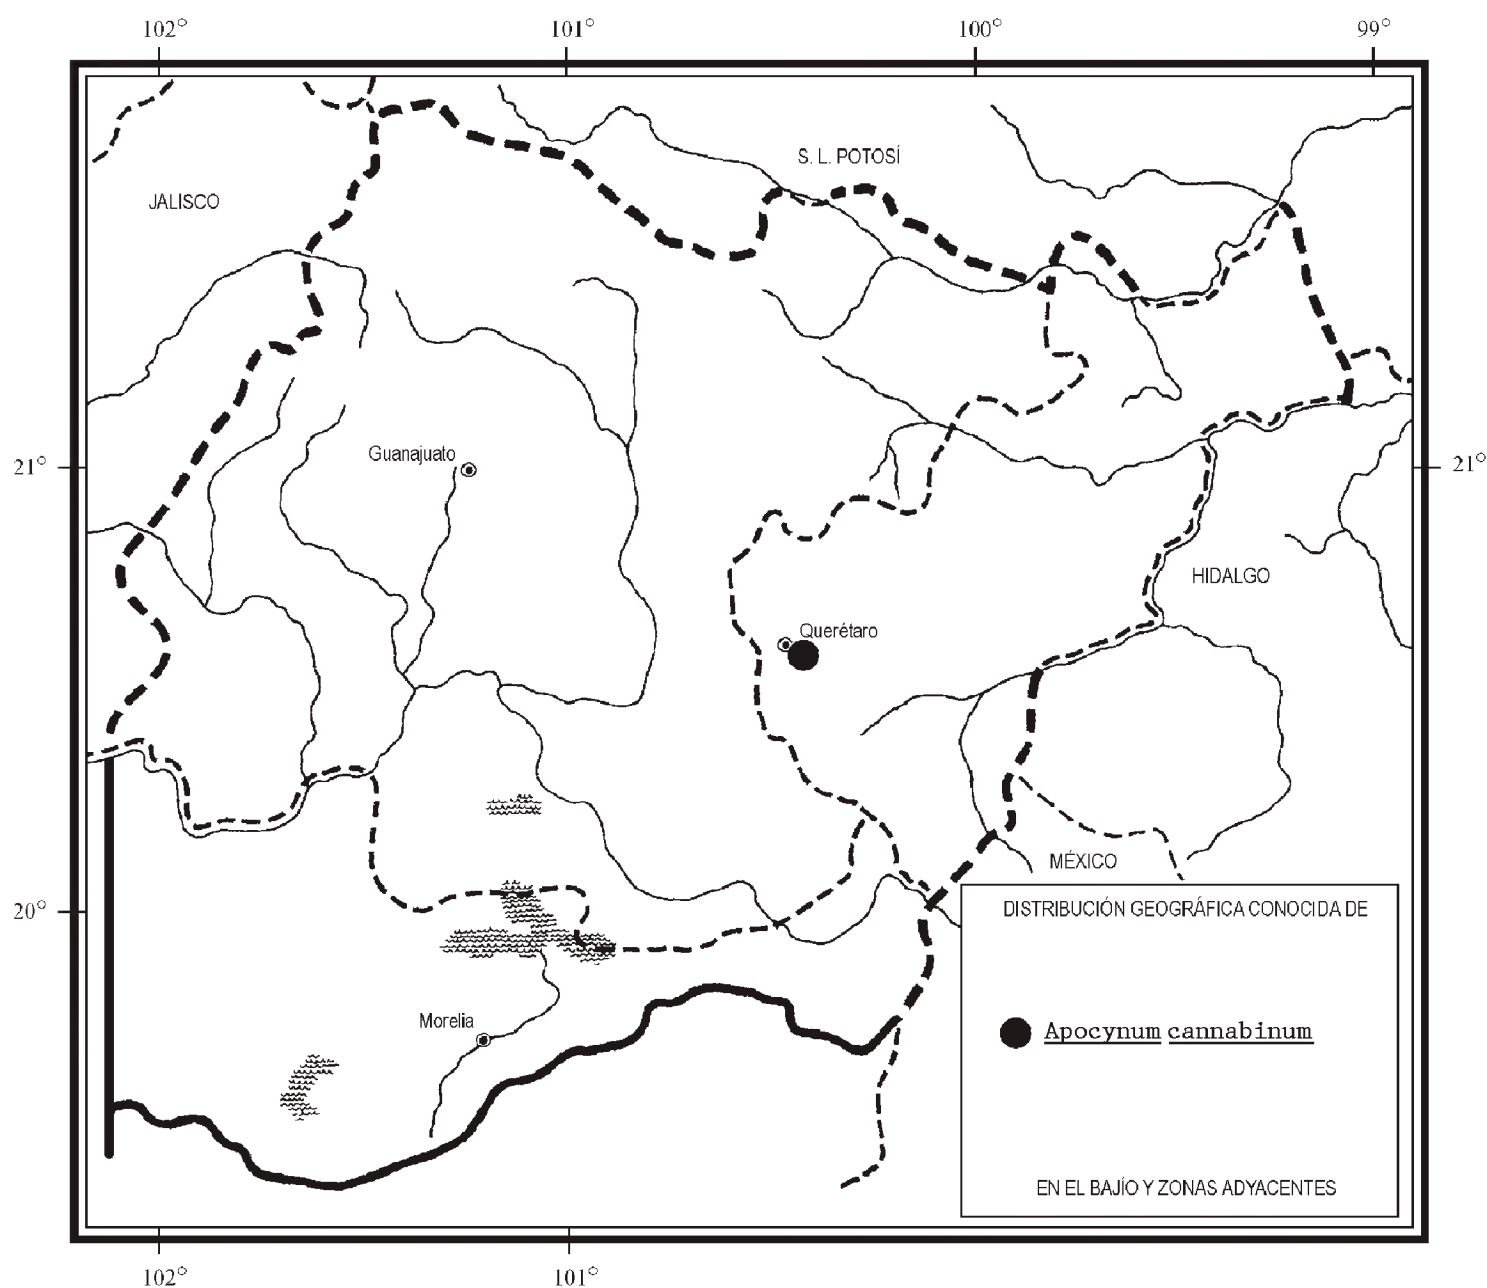 102° 101° 100° 99°
S. L. POTOSÍ
JALISCO
Guanajuato
21° 21°
HIDALGO
Querétaro
MÉXICO
20°
DISTRIBUCIÓN GEOGRÁFICA CONOCIDA DE
Morelia
Apocynum cannabinum
EN EL BAJÍO Y ZONAS ADYACENTES
102° 101°